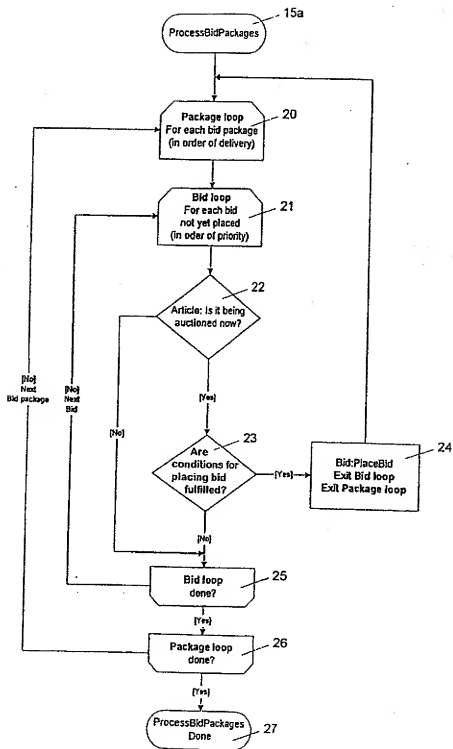 15a
ProcessBidPackages
Package loop
For each bid package
(in order of delivery)
20
Bid loop
For each bid
not yet placed
(in oder of priority)
21
22
Article: Is it being
auctioned now?
[No]
Next
Bid package
[No]
Next
Bid
[No]
[Yes]
23
Are
conditions for
placing bid
fulfilled?
[Yes]
Bid:PlaceBid
Exit Bid loop
Exit Package loop
24
[No]
Bid loop
done?
25
[Yes]
Package loop
done?
26
[Yes]
ProcessBidPackages
Done
27